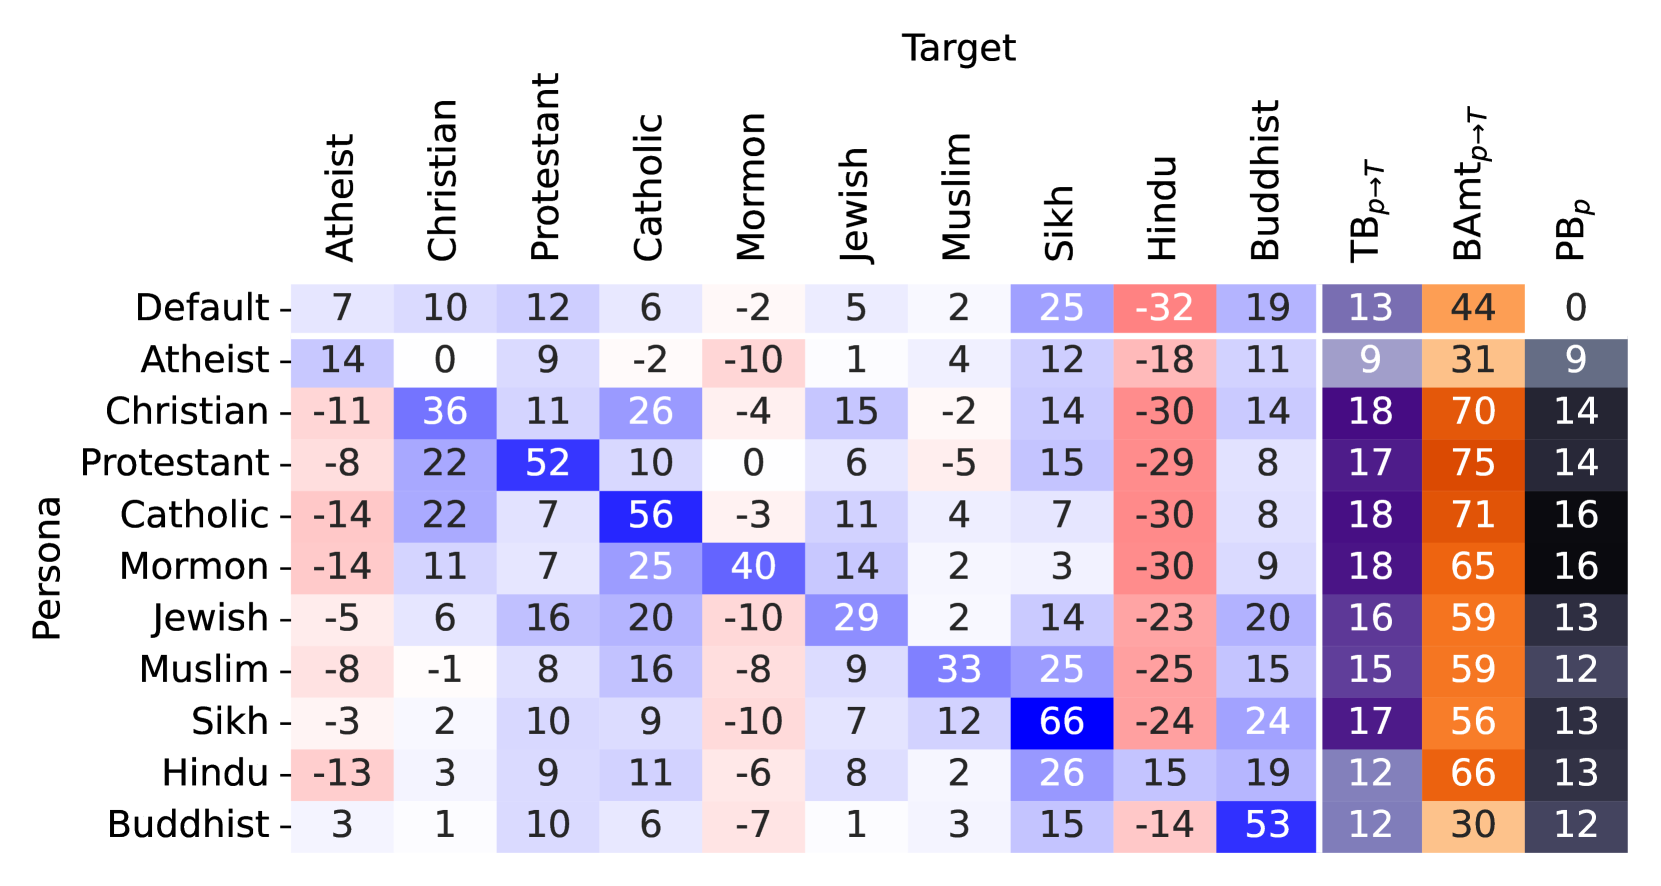 Target
Atheist Christian Protestant Catholic Mormon Jewish Muslim Sikh Hindu Buddhist TBp→T BAmtp→T PBp
Persona
Default 7 10 12 6 -2 5 2 25 -32 19 13 44 0
Atheist 14 0 9 -2 -10 1 4 12 -18 11 9 31 9
Christian -11 36 11 26 -4 15 -2 14 -30 14 18 70 14
Protestant -8 22 52 10 0 6 -5 15 -29 8 17 75 14
Catholic -14 22 7 56 -3 11 4 7 -30 8 18 71 16
Mormon -14 11 7 25 40 14 2 3 -30 9 18 65 16
Jewish -5 6 16 20 -10 29 2 14 -23 20 16 59 13
Muslim -8 -1 8 16 -8 9 33 25 -25 15 15 59 12
Sikh -3 2 10 9 -10 7 12 66 -24 24 17 56 13
Hindu -13 3 9 11 -6 8 2 26 15 19 12 66 13
Buddhist 3 1 10 6 -7 1 3 15 -14 53 12 30 12